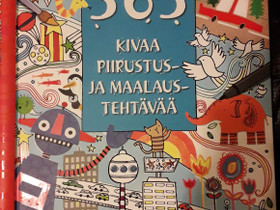 365
KIVAA
PIIRUSTUS-
JA MAALAUS-
TEHTÄVÄÄ